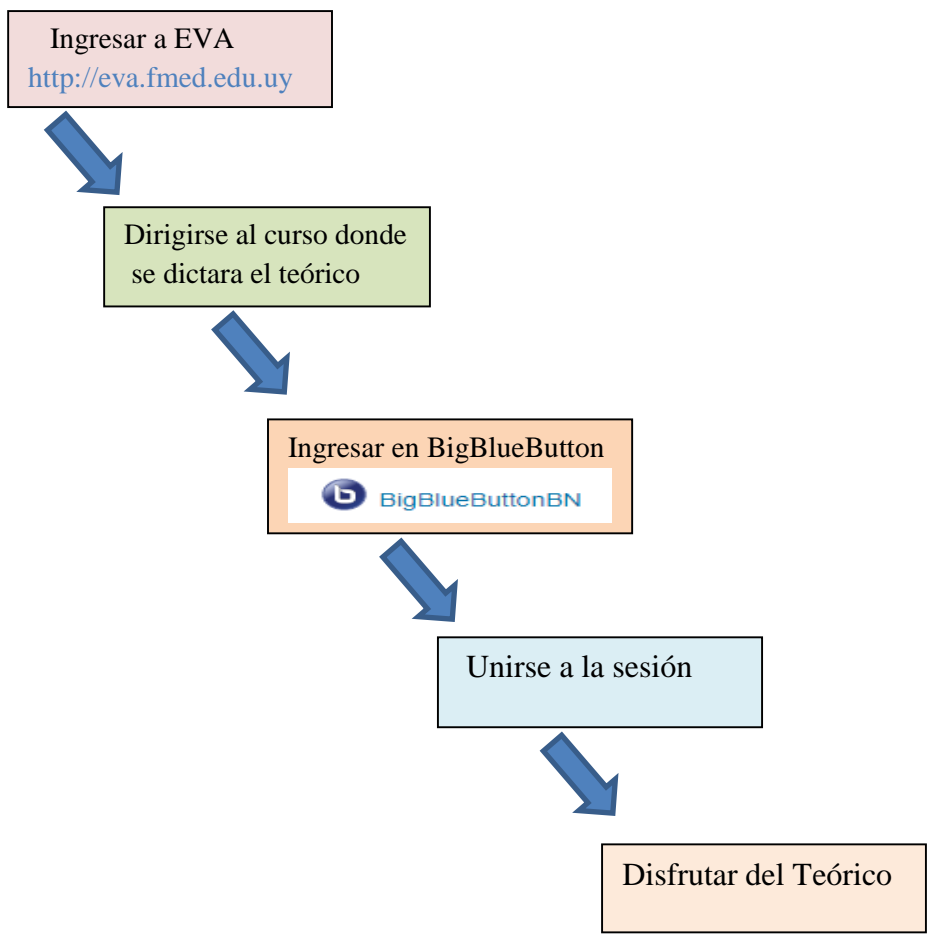 Ingresar a EVA
http://eva.fmed.edu.uy
Dirigirse al curso donde
se dictara el teórico
Ingresar en BigBlueButton
b BigBlueButtonBN
Unirse a la sesión
Disfrutar del Teórico